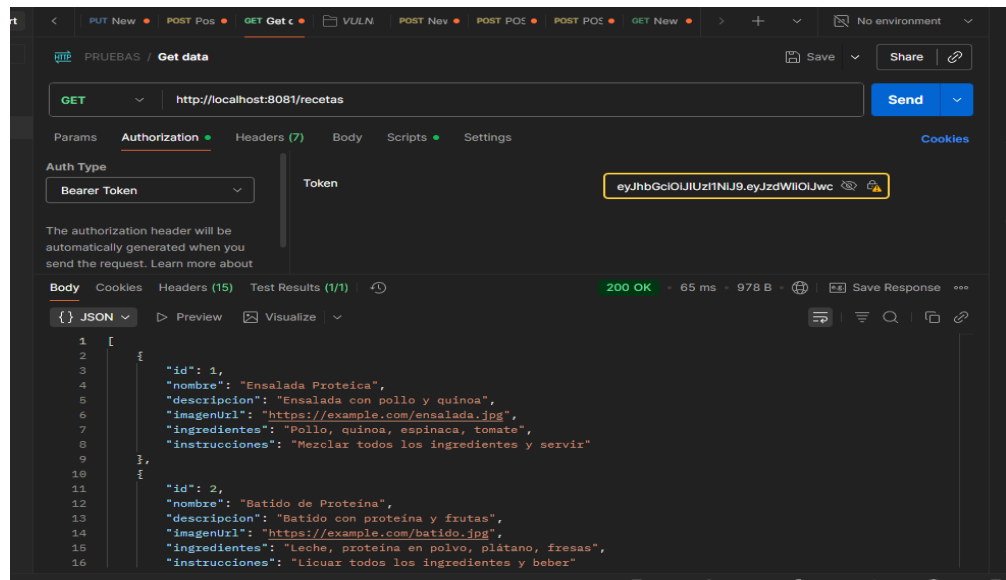 rt PUT New POST Pos GET Get c VULN. POST Nev POST POS POST POS GET New No environment
HTTP PRUEBAS / Get data Save Share
GET http://localhost:8081/recetas Send
Params Authorization Headers (7) Body Scripts Settings Cookies
Auth Type
Bearer Token
Token
eyJhbGciOiJIUzI1NiJ9.eyJzdWIiOiJwc
The authorization header will be
automatically generated when you
send the request. Learn more about
Body Cookies Headers (15) Test Results (1/1) 200 OK 65 ms 978 B e.g. Save Response
{} JSON Preview Visualize
1 [
2 {
3 "id": 1,
4 "nombre": "Ensalada Proteica",
5 "descripcion": "Ensalada con pollo y quinoa",
6 "imagenUrl": "https://example.com/ensalada.jpg",
7 "ingredientes": "Pollo, quinoa, espinaca, tomate",
8 "instrucciones": "Mezclar todos los ingredientes y servir"
9 },
10 {
11 "id": 2,
12 "nombre": "Batido de Proteína",
13 "descripcion": "Batido con proteína y frutas",
14 "imagenUrl": "https://example.com/batido.jpg",
15 "ingredientes": "Leche, proteína en polvo, plátano, fresas",
16 "instrucciones": "Licuar todos los ingredientes y beber"